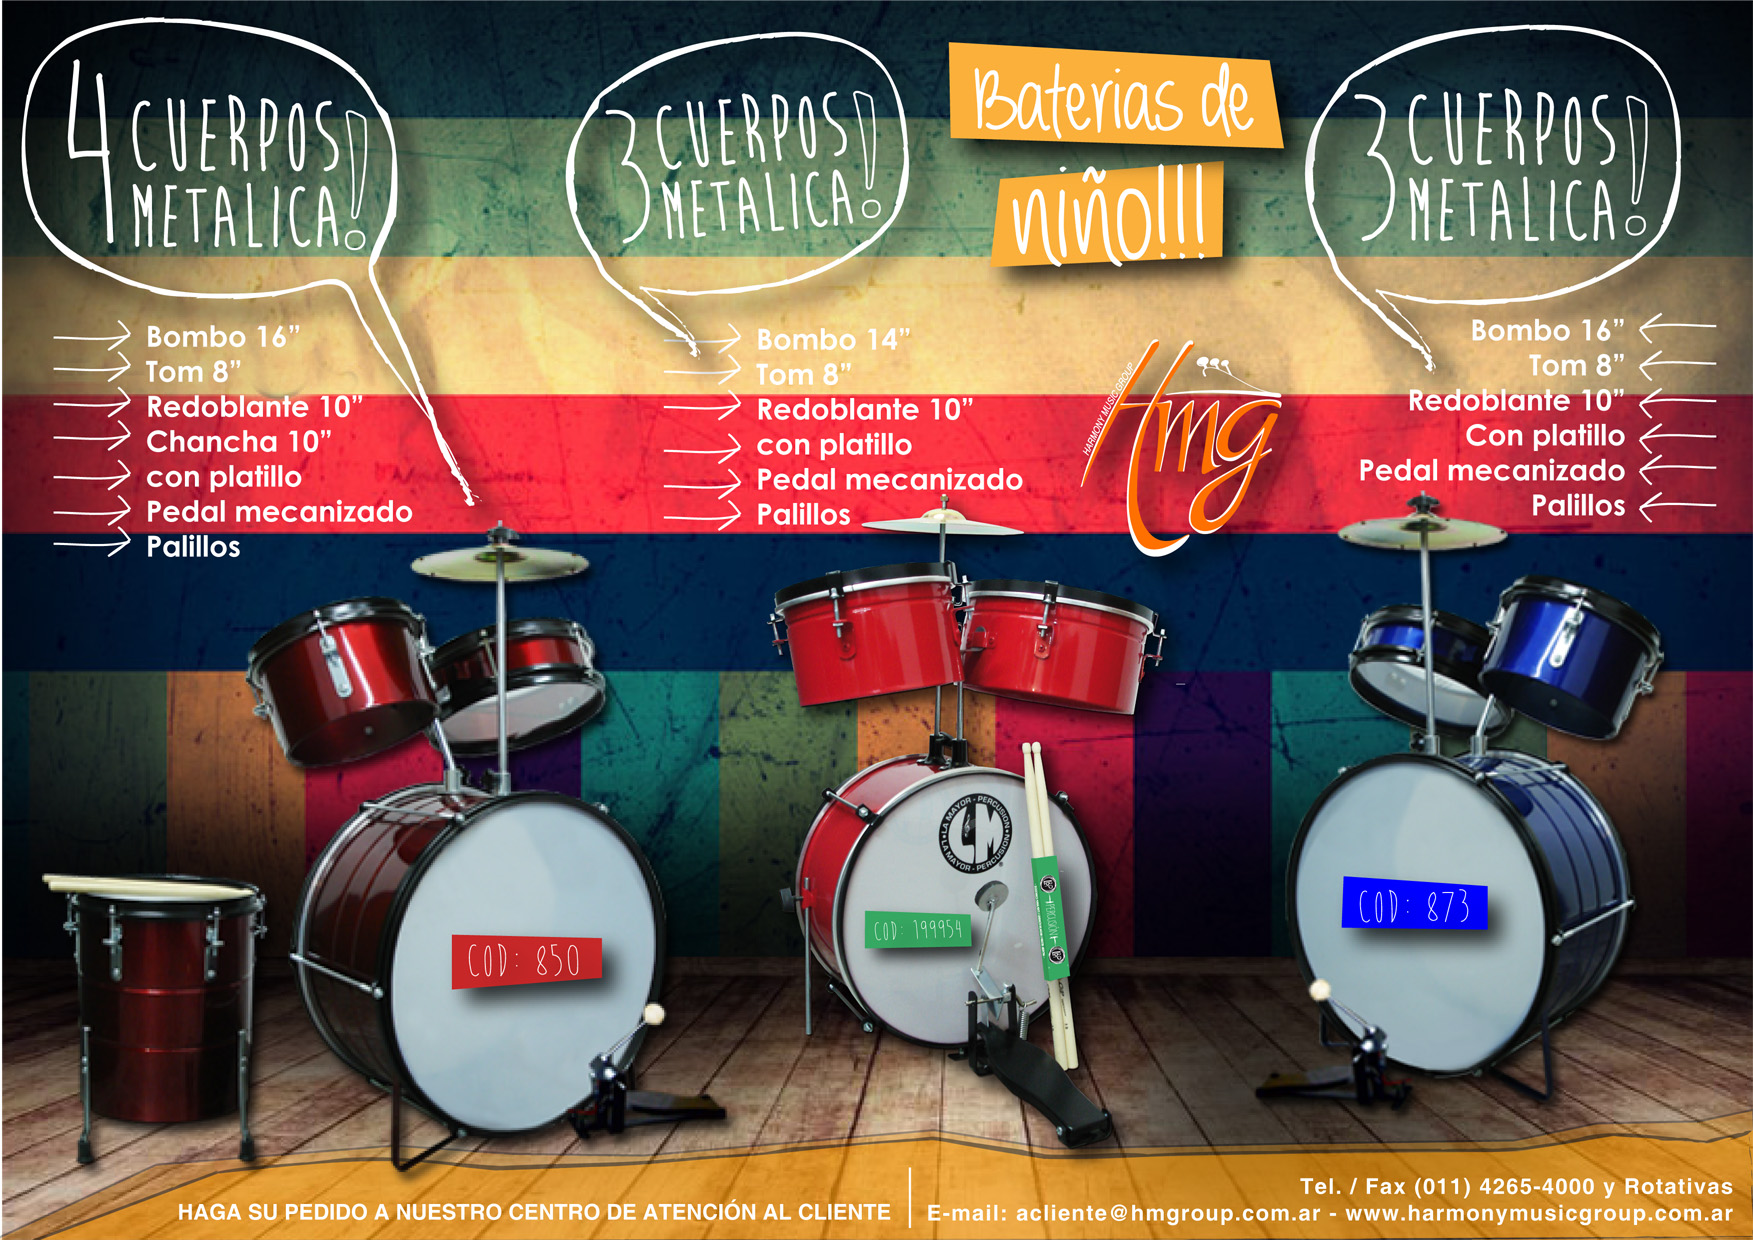 4 CUERPOS
METALICA!
Bombo 16”
Tom 8”
Redoblante 10”
Chancha 10”
con platillo
Pedal mecanizado
Palillos
3 CUERPOS
METALICA!
Bombo 14”
Tom 8”
Redoblante 10”
con platillo
Pedal mecanizado
Palillos
Baterias de
niño!!!
HARMONY MUSIC GROUP
Hmg
3 CUERPOS
METALICA!
Bombo 16”
Tom 8”
Redoblante 10”
Con platillo
Pedal mecanizado
Palillos
COD: 850
LA MAYOR - PERCUSION
LM
LA MAYOR - PERCUSION
COD: 199954
PERCUSION
COD: 873
HAGA SU PEDIDO A NUESTRO CENTRO DE ATENCIÓN AL CLIENTE
Tel. / Fax (011) 4265-4000 y Rotativas
E-mail: acliente@hmgroup.com.ar - www.harmonymusicgroup.com.ar